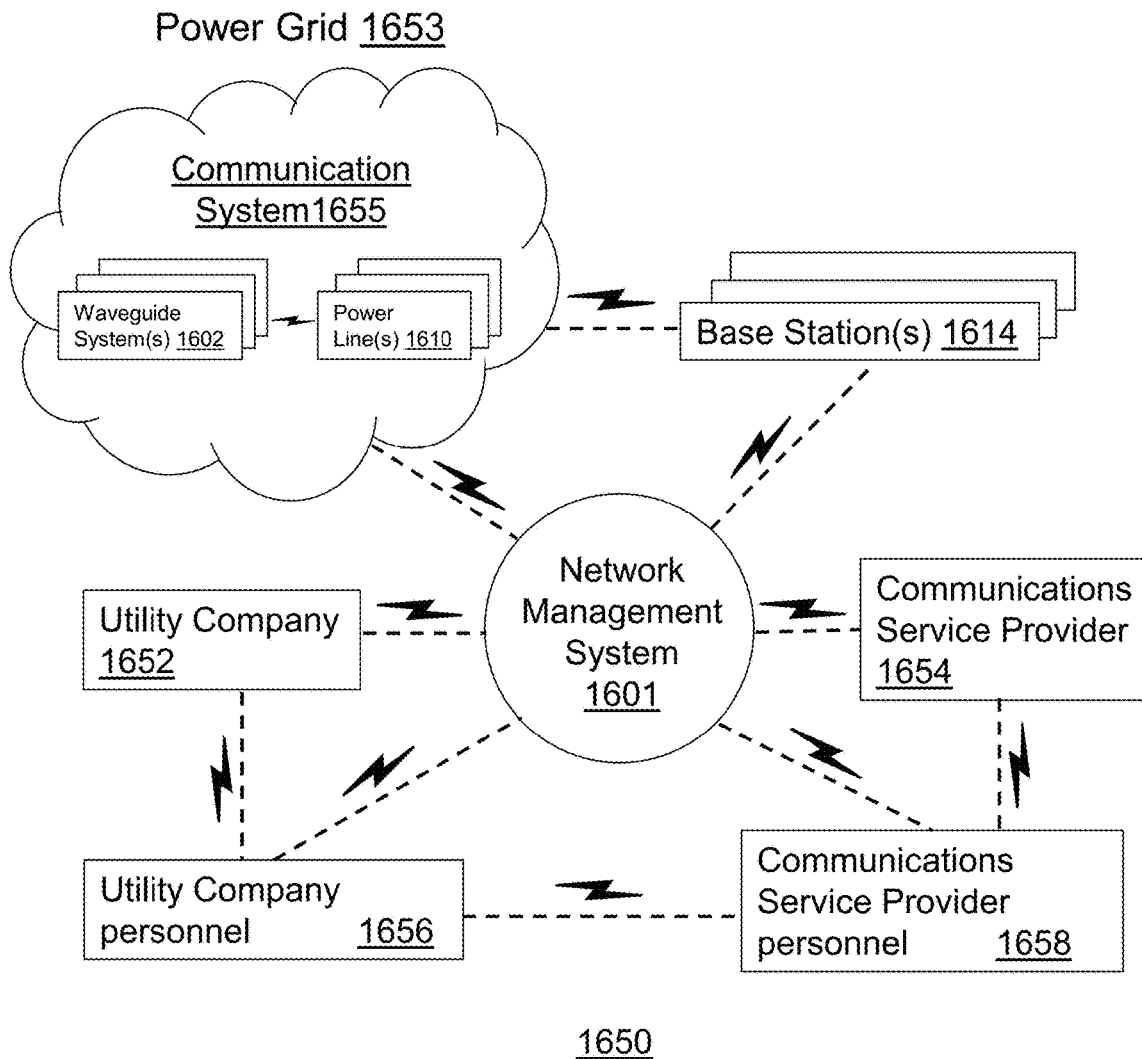 Power Grid 1653
Communication
System1655
Waveguide
System(s) 1602
Power
Line(s) 1610
Base Station(s) 1614
Network
Management
System
1601
Utility Company
1652
Communications
Service Provider
1654
Utility Company
personnel 1656
Communications
Service Provider
personnel 1658
1650